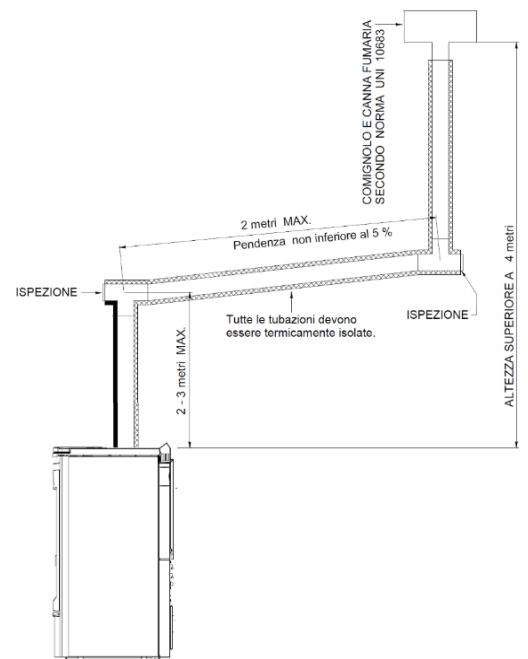 COMIGNOLO E CANNA FUMARIA
SECONDO NORMA UNI 10683
2 metri MAX.
Pendenza non inferiore al 5 %
ISPEZIONE
Tutte le tubazioni devono
essere termicamente isolate.
ISPEZIONE
2 - 3 metri MAX.
ALTEZZA SUPERIORE A 4 metri